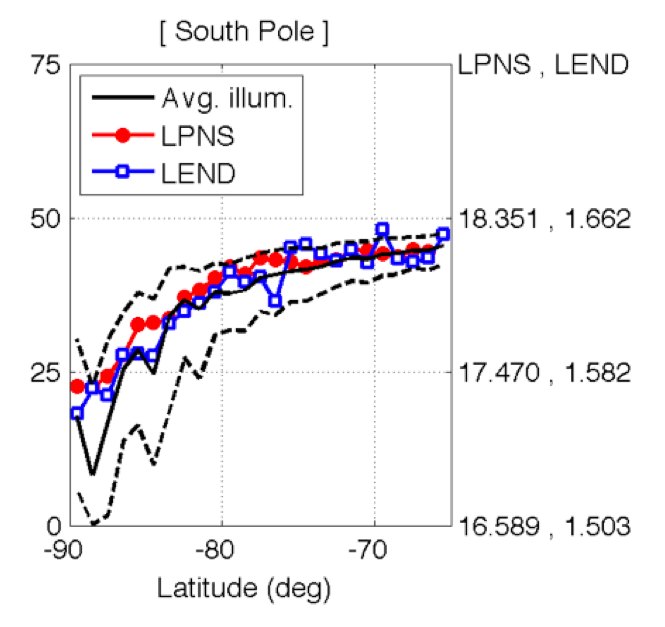 [ South Pole ]
75 LPNS , LEND
Avg. illum.
LPNS
LEND
50 18.351 , 1.662
25 17.470 , 1.582
0 16.589 , 1.503
-90 -80 -70
Latitude (deg)